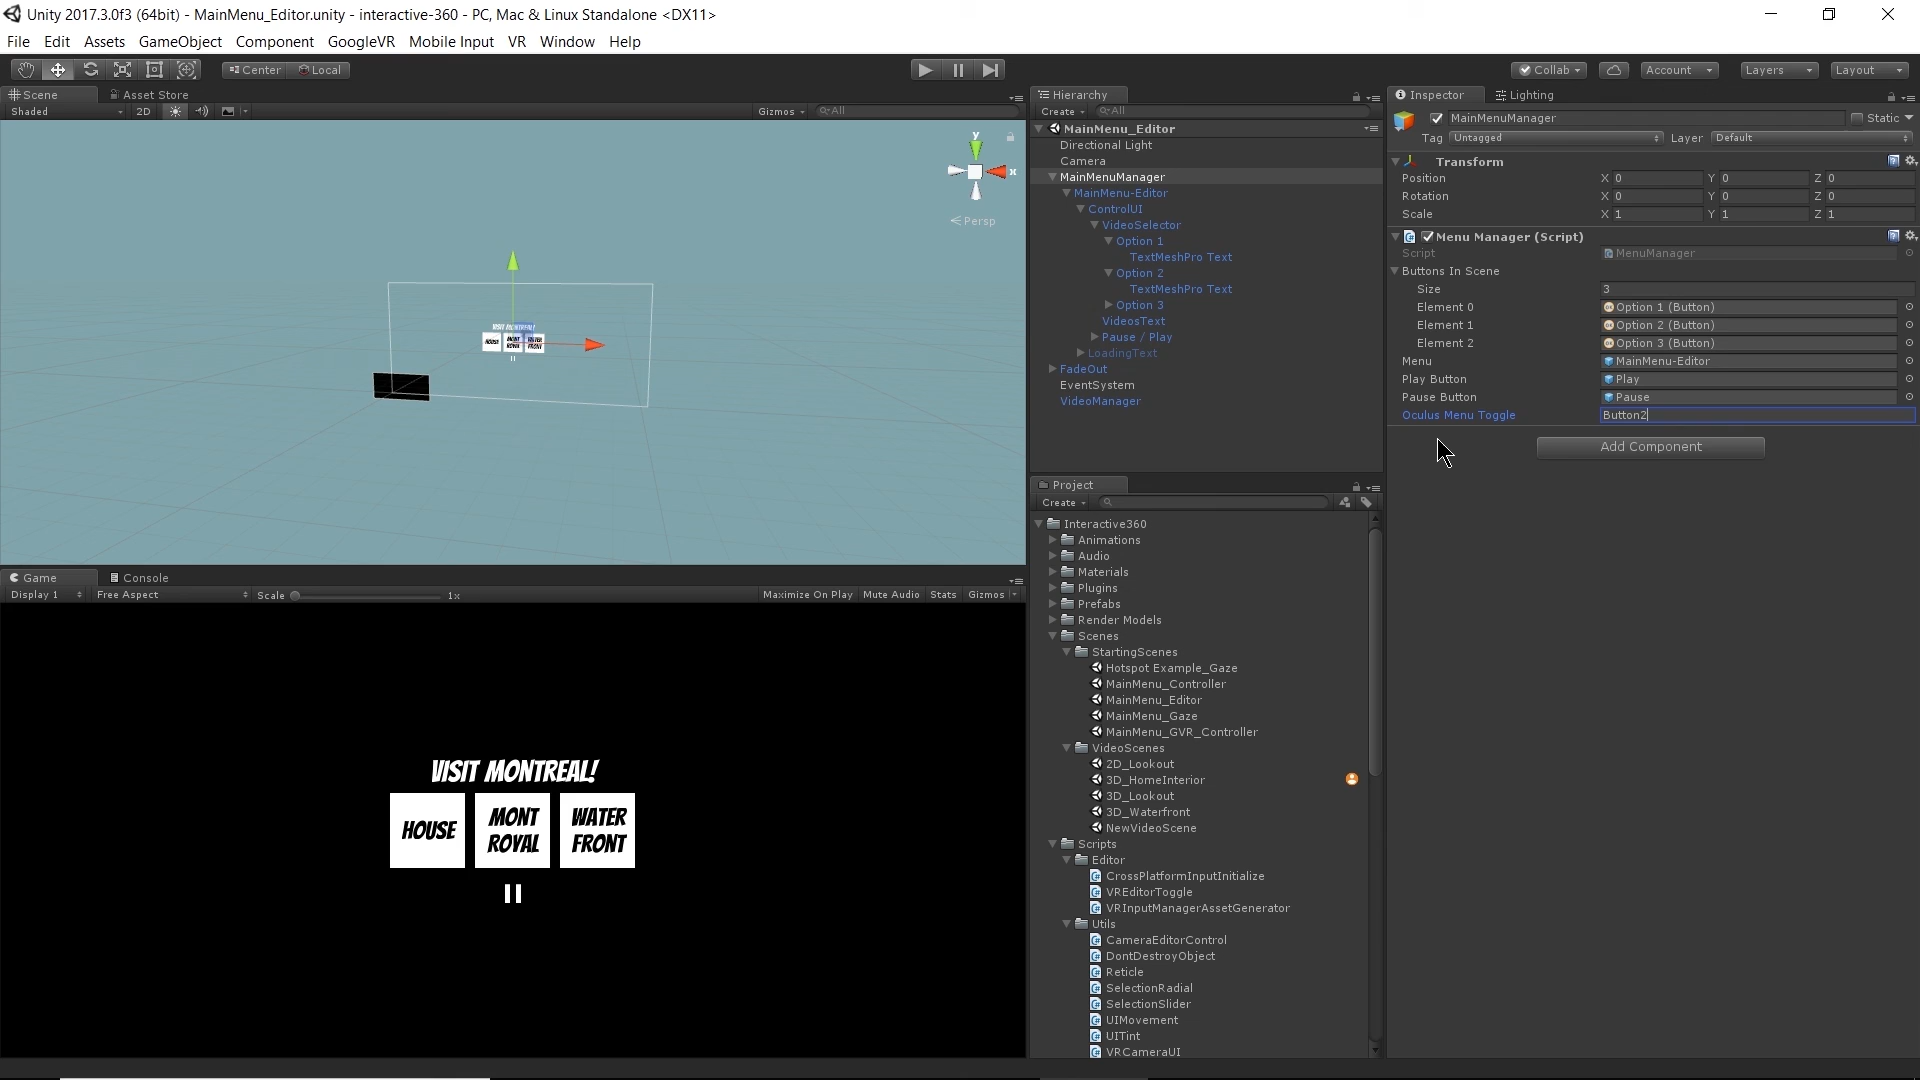 Unity 2017.3.0f3 (64bit) - MainMenu_Editor.unity - interactive-360 - PC, Mac & Linux Standalone <DX11>
File Edit Assets GameObject Component GoogleVR Mobile Input VR Window Help
Center Local Collab Account Layers Layout
Scene Asset Store
Shaded 2D Gizmos All
y
x
Persp
VISIT MONTREAL!
HOUSE MONT ROYAL WATER FRONT
Game Console
Display 1 Free Aspect Scale 1x Maximize On Play Mute Audio Stats Gizmos
VISIT MONTREAL!
HOUSE
MONT ROYAL
WATER FRONT
Hierarchy
Create All
MainMenu_Editor
Directional Light
Camera
MainMenuManager
MainMenu-Editor
ControlUI
VideoSelector
Option 1
TextMeshPro Text
Option 2
TextMeshPro Text
Option 3
VideosText
Pause / Play
LoadingText
FadeOut
EventSystem
VideoManager
Project
Create
Interactive360
Animations
Audio
Materials
Plugins
Prefabs
Render Models
Scenes
StartingScenes
Hotspot Example_Gaze
MainMenu_Controller
MainMenu_Editor
MainMenu_Gaze
MainMenu_GVR_Controller
VideoScenes
2D_Lookout
3D_HomeInterior
3D_Lookout
3D_Waterfront
NewVideoScene
Scripts
Editor
CrossPlatformInputInitialize
VREditorToggle
VRInputManagerAssetGenerator
Utils
CameraEditorControl
DontDestroyObject
Reticle
SelectionRadial
SelectionSlider
UIMovement
UITint
VRCameraUI
Inspector Lighting
MainMenuManager Static
Tag Untagged Layer Default
Transform
Position X 0 Y 0 Z 0
Rotation X 0 Y 0 Z 0
Scale X 1 Y 1 Z 1
Menu Manager (Script)
Script MenuManager
Buttons In Scene
Size 3
Element 0 Option 1 (Button)
Element 1 Option 2 (Button)
Element 2 Option 3 (Button)
Menu MainMenu-Editor
Play Button Play
Pause Button Pause
Oculus Menu Toggle Button2
Add Component